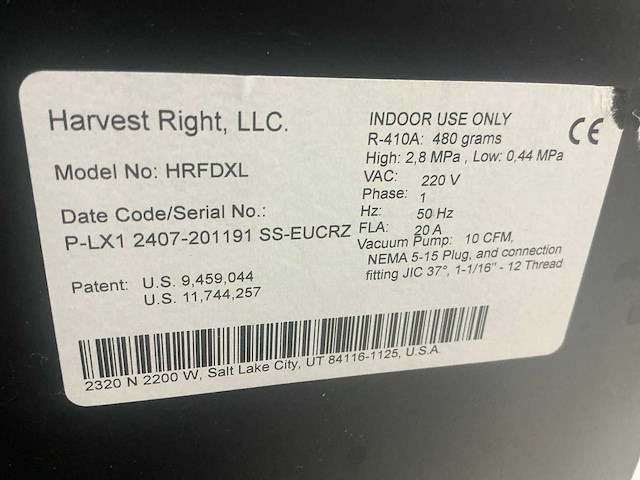 Harvest Right, LLC.
Model No: HRFDXL
Date Code/Serial No.:
P-LX1 2407-201191 SS-EUCRZ
Patent: U.S. 9,459,044
U.S. 11,744,257
INDOOR USE ONLY
R-410A: 480 grams
High: 2,8 MPa , Low: 0,44 MPa
VAC: 220 V
Phase: 1
Hz: 50 Hz
FLA: 20 A
Vacuum Pump: 10 CFM,
NEMA 5-15 Plug, and connection
fitting JIC 37°, 1-1/16" - 12 Thread
CE
2320 N 2200 W, Salt Lake City, UT 84116-1125, U.S.A.